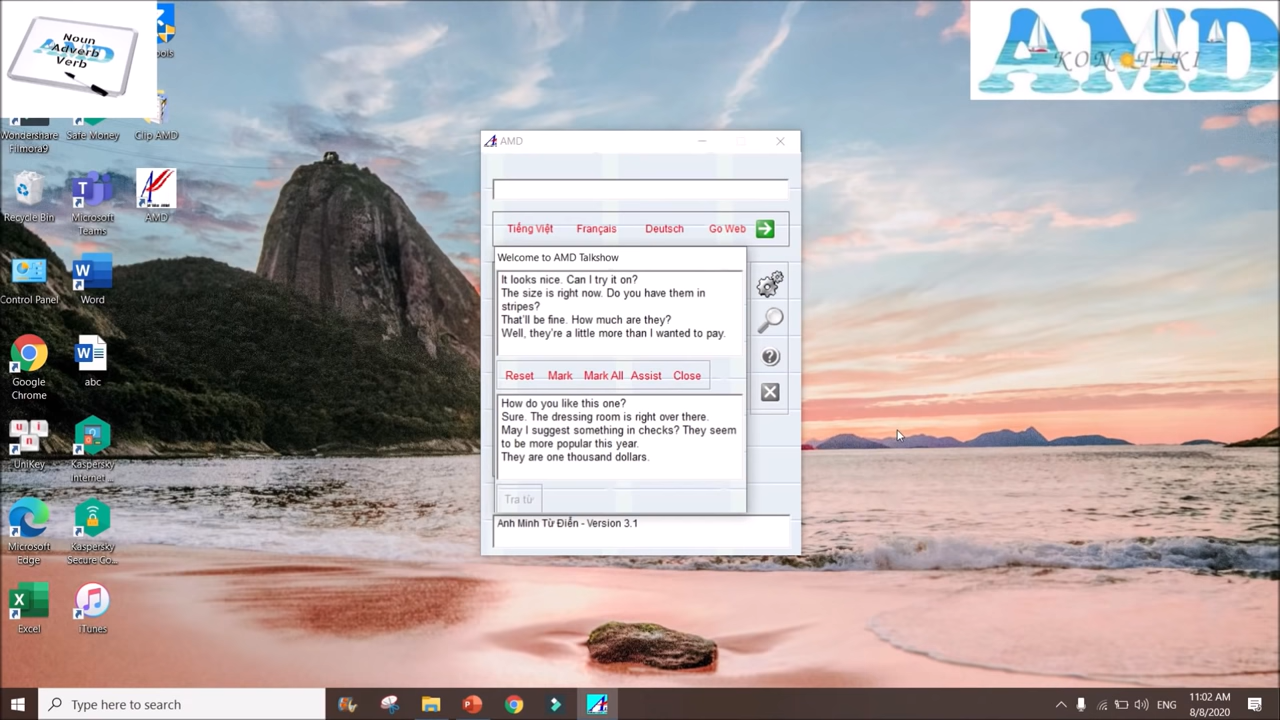 Noun
Adverb
Verb
AMD
AMD
KON TIKI
ools
Wondershare
Filmora9
Safe Money
Clip AMD
Recycle Bin
Microsoft
Teams
AMD
Control Panel
Word
Google
Chrome
abc
UniKey
Kaspersky
Internet ...
Microsoft
Edge
Kaspersky
Secure Co...
Excel
iTunes
AMD
Tiếng Việt Français Deutsch Go Web
Welcome to AMD Talkshow
It looks nice. Can I try it on?
The size is right now. Do you have them in
stripes?
That'll be fine. How much are they?
Well, they're a little more than I wanted to pay.
Reset Mark Mark All Assist Close
How do you like this one?
Sure. The dressing room is right over there.
May I suggest something in checks? They seem
to be more popular this year.
They are one thousand dollars.
Tra từ
Anh Minh Từ Điển - Version 3.1
Type here to search
ENG
11:02 AM
8/8/2020